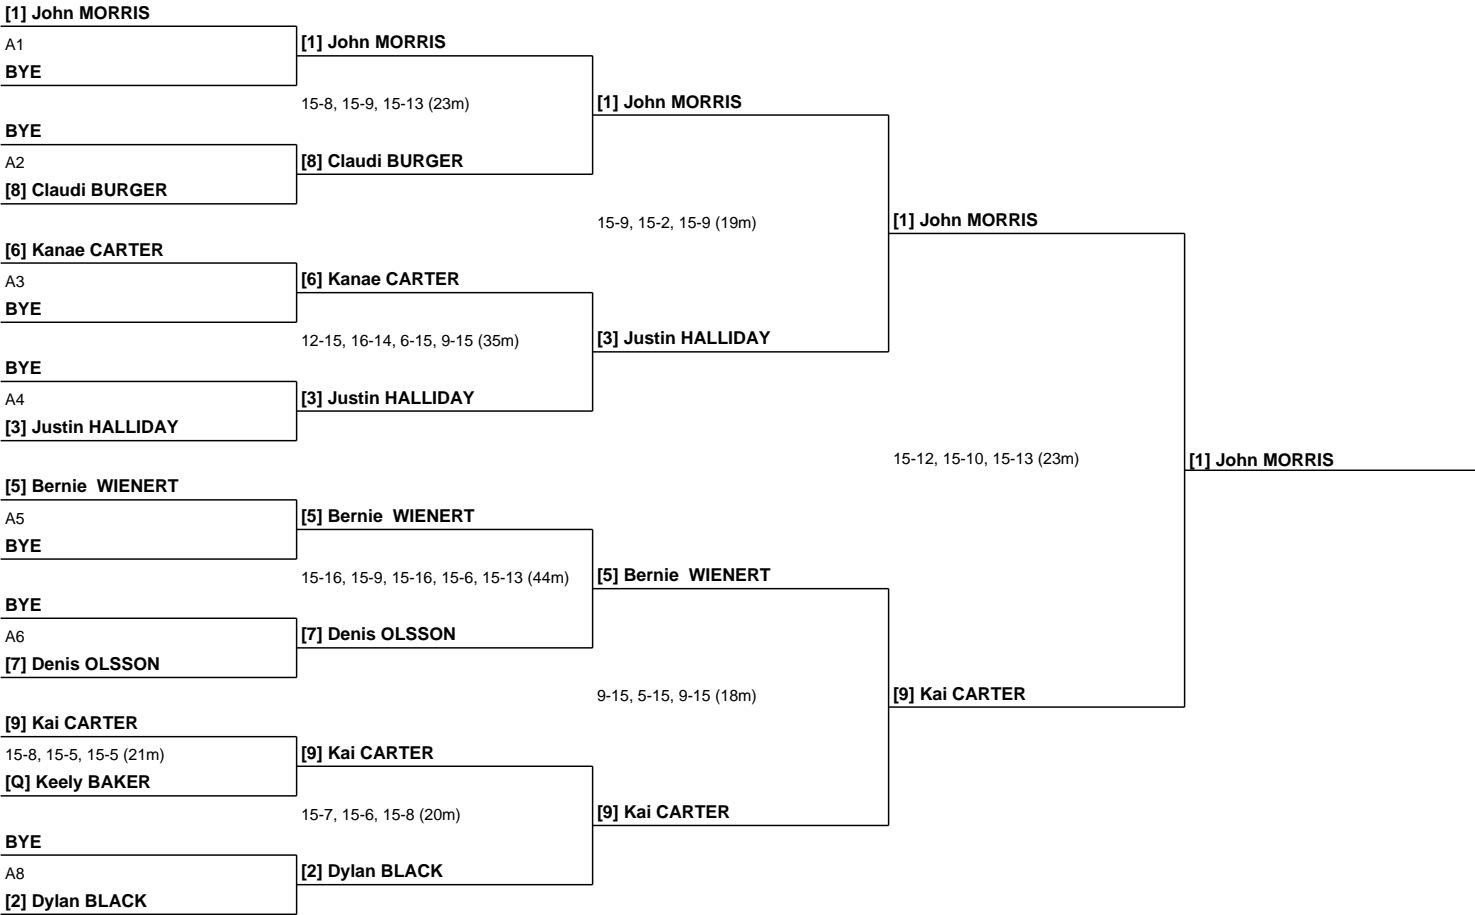 [1] John MORRIS
A1
BYE
[1] John MORRIS
15-8, 15-9, 15-13 (23m)
BYE
A2
[8] Claudi BURGER
[8] Claudi BURGER
[1] John MORRIS
15-9, 15-2, 15-9 (19m)
[6] Kanae CARTER
A3
BYE
[6] Kanae CARTER
12-15, 16-14, 6-15, 9-15 (35m)
BYE
A4
[3] Justin HALLIDAY
[3] Justin HALLIDAY
[3] Justin HALLIDAY
[1] John MORRIS
15-12, 15-10, 15-13 (23m)
[1] John MORRIS
[5] Bernie  WIENERT
A5
BYE
[5] Bernie  WIENERT
15-16, 15-9, 15-16, 15-6, 15-13 (44m)
BYE
A6
[7] Denis OLSSON
[7] Denis OLSSON
[5] Bernie  WIENERT
9-15, 5-15, 9-15 (18m)
[9] Kai CARTER
[9] Kai CARTER
15-8, 15-5, 15-5 (21m)
[Q] Keely BAKER
[9] Kai CARTER
15-7, 15-6, 15-8 (20m)
[9] Kai CARTER
BYE
A8
[2] Dylan BLACK
[2] Dylan BLACK